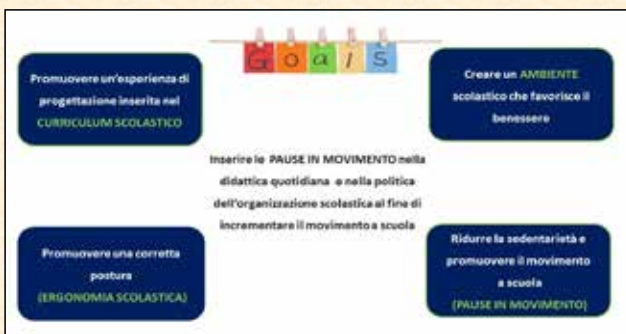 Goals
Promuovere un'esperienza di
progettazione inserita nel
CURRICULUM SCOLASTICO
Creare un AMBIENTE
scolastico che favorisce il
benessere
Inserire le PAUSE IN MOVIMENTO nella
didattica quotidiana e nella politica
dell'organizzazione scolastica al fine di
incrementare il movimento a scuola
Promuovere una corretta
postura
(ERGONOMIA SCOLASTICA)
Ridurre la sedentarietà e
promuovere il movimento
a scuola
(PAUSE IN MOVIMENTO)